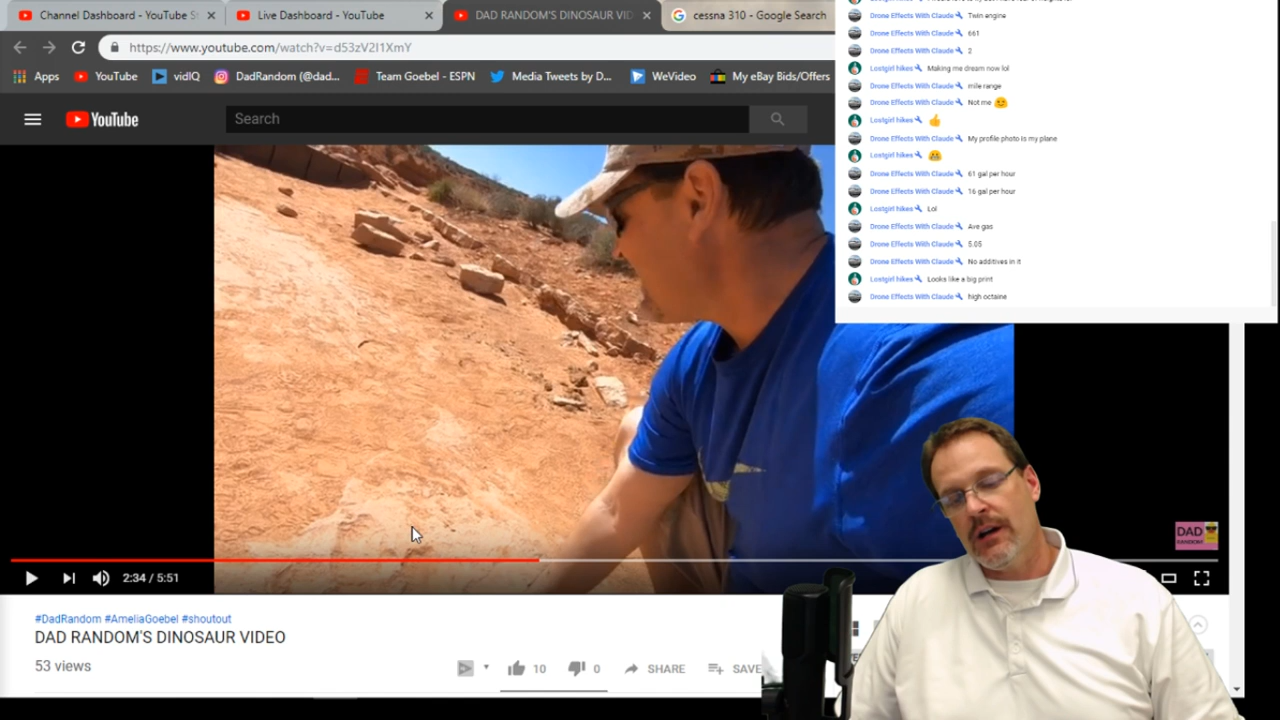 Channel Dashboard - YouTube S
Live Dashboard - YouTube
DAD RANDOM'S DINOSAUR VID
cessna 310 - Google Search
https://www.youtube.com/watch?v=d53zV2I1XmY
Apps
YouTube
vidIQ
DadRandom (@dad...
Team Goebel - ESPN
Media Tweets by D...
WeVideo
My eBay Bids/Offers
YouTube
Search
Drone Effects With Claude Twin engine
Drone Effects With Claude 661
Drone Effects With Claude 2
Lostgirl hikes Making me dream now lol
Drone Effects With Claude mile range
Drone Effects With Claude Not me
Lostgirl hikes
Drone Effects With Claude My profile photo is my plane
Lostgirl hikes
Drone Effects With Claude 61 gal per hour
Drone Effects With Claude 16 gal per hour
Lostgirl hikes Lol
Drone Effects With Claude Ave gas
Drone Effects With Claude 5.05
Drone Effects With Claude No additives in it
Lostgirl hikes Looks like a big print
Drone Effects With Claude high octaine
DAD
RANDOM
2:34 / 5:51
#DadRandom #AmeliaGoebel #shoutout
DAD RANDOM'S DINOSAUR VIDEO
53 views
10
0
SHARE
SAVE